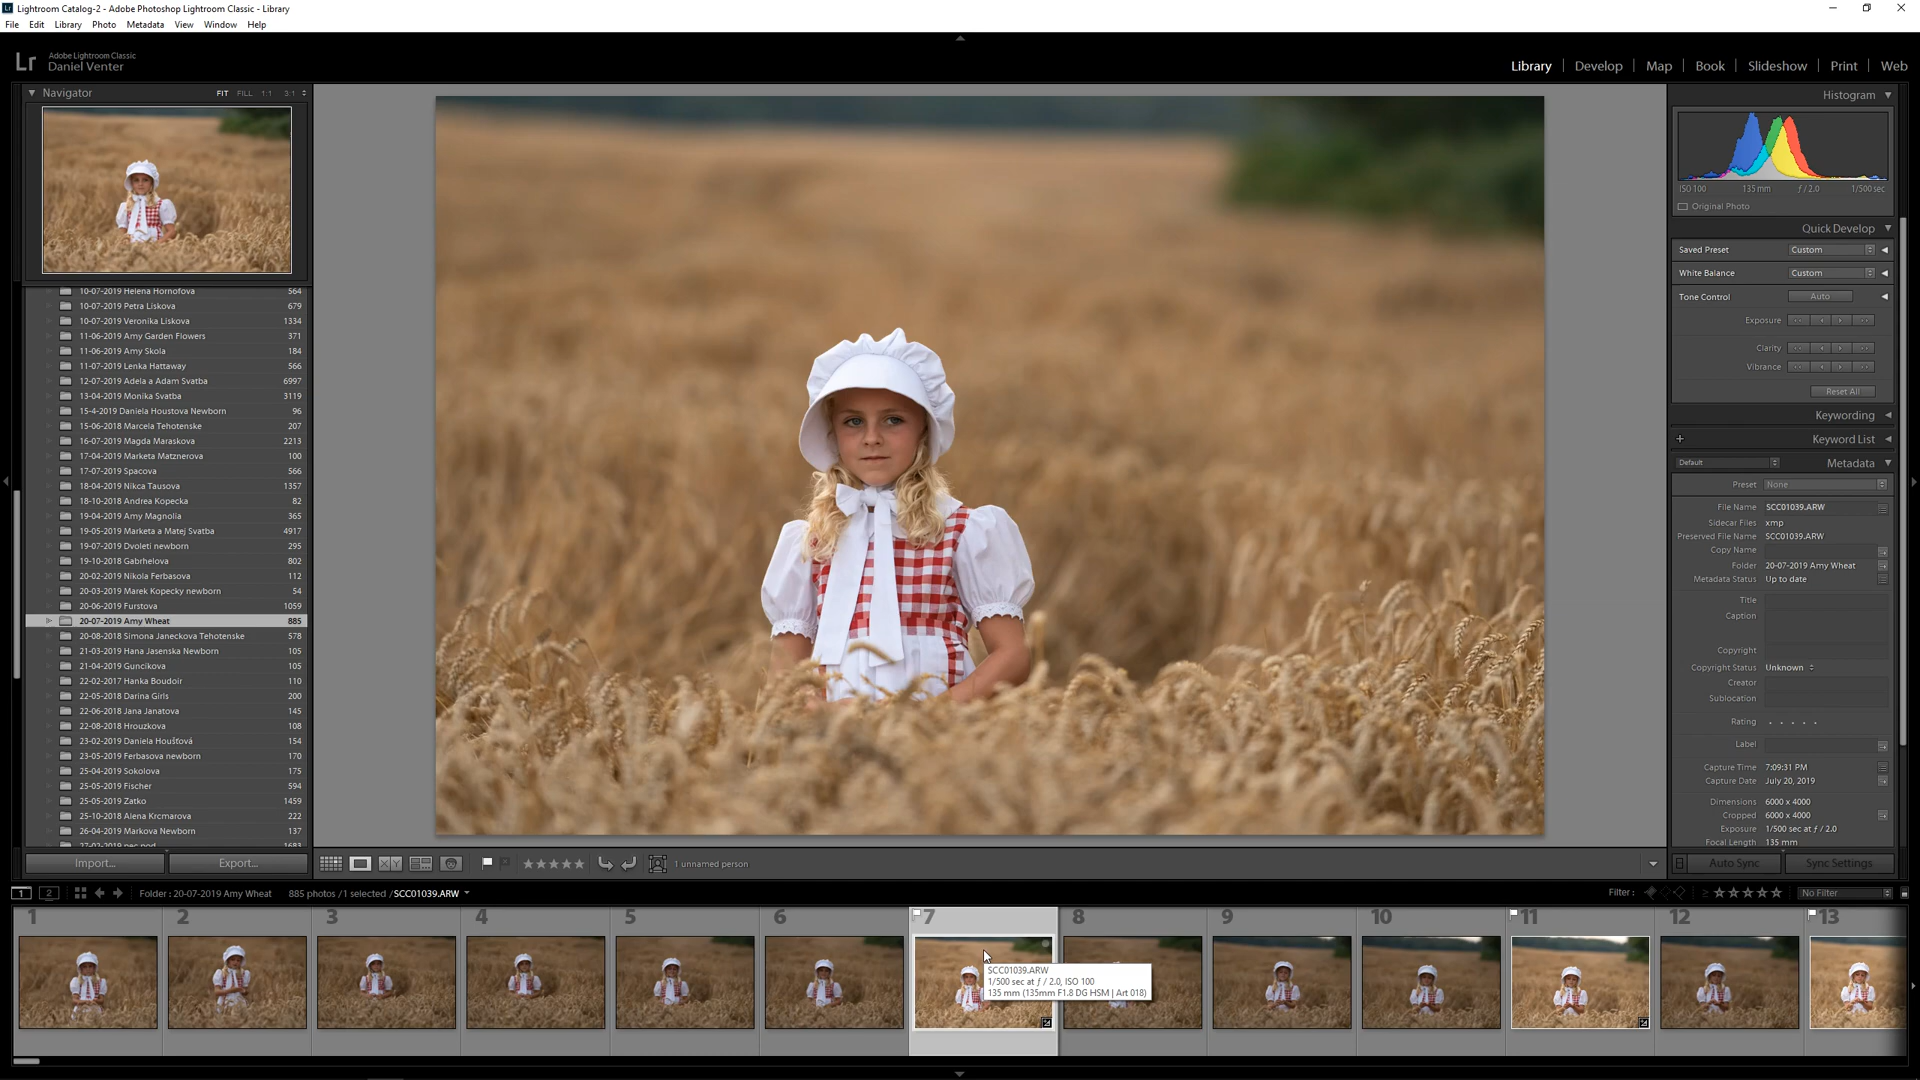 Lr Lightroom Catalog-2 - Adobe Photoshop Lightroom Classic - Library
File Edit Library Photo Metadata View Window Help
Lr Adobe Lightroom Classic
Daniel Venter
Library Develop Map Book Slideshow Print Web
Navigator FIT FILL 1:1 3:1
10-07-2019 Helena Hornofova 564
10-07-2019 Petra Liskova 679
10-07-2019 Veronika Liskova 1334
11-06-2019 Amy Garden Flowers 371
11-06-2019 Amy Skola 184
11-07-2019 Lenka Hattaway 566
12-07-2019 Adela a Adam Svatba 6997
13-04-2019 Monika Svatba 3119
15-4-2019 Daniela Houstova Newborn 96
15-06-2018 Marcela Tehotenske 207
16-07-2019 Magda Maraskova 2213
17-04-2019 Marketa Matznerova 100
17-07-2019 Spacova 566
18-04-2019 Nikca Tausova 1357
18-10-2018 Andrea Kopecka 82
19-04-2019 Amy Magnolia 365
19-05-2019 Marketa a Matej Svatba 4917
19-07-2019 Dvoleti newborn 295
19-10-2018 Gabrhelova 802
20-02-2019 Nikola Ferbasova 112
20-03-2019 Marek Kopecky newborn 54
20-06-2019 Furstova 1059
20-07-2019 Amy Wheat 885
20-08-2018 Simona Janeckova Tehotenske 578
21-03-2019 Hana Jasenska Newborn 105
21-04-2019 Guncikova 105
22-02-2017 Hanka Boudoir 110
22-05-2018 Darina Girls 200
22-06-2018 Jana Janatova 145
22-08-2018 Hrouzkova 108
23-02-2019 Daniela Houšťová 154
23-05-2019 Ferbasova newborn 170
25-04-2019 Sokolova 175
25-05-2019 Fischer 594
25-05-2019 Zatko 1459
25-10-2018 Alena Krcmarova 222
26-04-2019 Markova Newborn 137
Import... Export...
Histogram
ISO 100 135 mm f / 2.0 1/500 sec
Original Photo
Quick Develop
Saved Preset Custom
White Balance Custom
Tone Control Auto
Exposure
Clarity
Vibrance
Reset All
Keywording
+ Keyword List
Default Metadata
Preset None
File Name SCC01039.ARW
Sidecar Files xmp
Preserved File Name SCC01039.ARW
Copy Name
Folder 20-07-2019 Amy Wheat
Metadata Status Up to date
Title
Caption
Copyright
Copyright Status Unknown
Creator
Sublocation
Rating
Label
Capture Time 7:09:31 PM
Capture Date July 20, 2019
Dimensions 6000 x 4000
Cropped 6000 x 4000
Exposure 1/500 sec at f / 2.0
Focal Length 135 mm
Auto Sync Sync Settings
XY 1 unnamed person
1 2 Folder : 20-07-2019 Amy Wheat 885 photos / 1 selected / SCC01039.ARW Filter : ≥ No Filter
1 2 3 4 5 6 7 8 9 10 11 12 13
SCC01039.ARW
1/500 sec at f / 2.0, ISO 100
135 mm (135mm F1.8 DG HSM | Art 018)